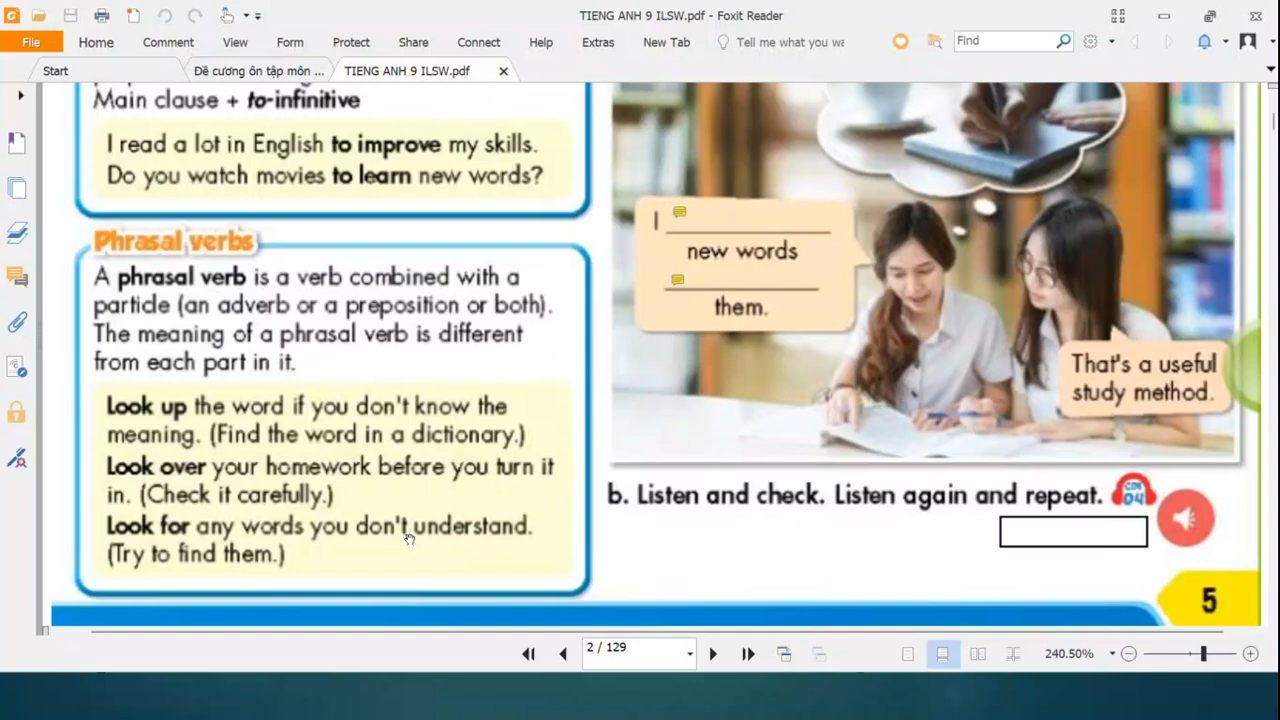 TIENG ANH 9 ILSW.pdf - Foxit Reader
File Home Comment View Form Protect Share Connect Help Extras New Tab Tell me what you wa Find
Start Đề cương ôn tập môn ... TIENG ANH 9 ILSW.pdf
Main clause + to-infinitive
I read a lot in English to improve my skills.
Do you watch movies to learn new words?
Phrasal verbs
A phrasal verb is a verb combined with a
particle (an adverb or a preposition or both).
The meaning of a phrasal verb is different
from each part in it.
Look up the word if you don't know the
meaning. (Find the word in a dictionary.)
Look over your homework before you turn it
in. (Check it carefully.)
Look for any words you don't understand.
(Try to find them.)
I
new words
them.
That's a useful
study method.
b. Listen and check. Listen again and repeat.
CD1
04
5
2 / 129
240.50%